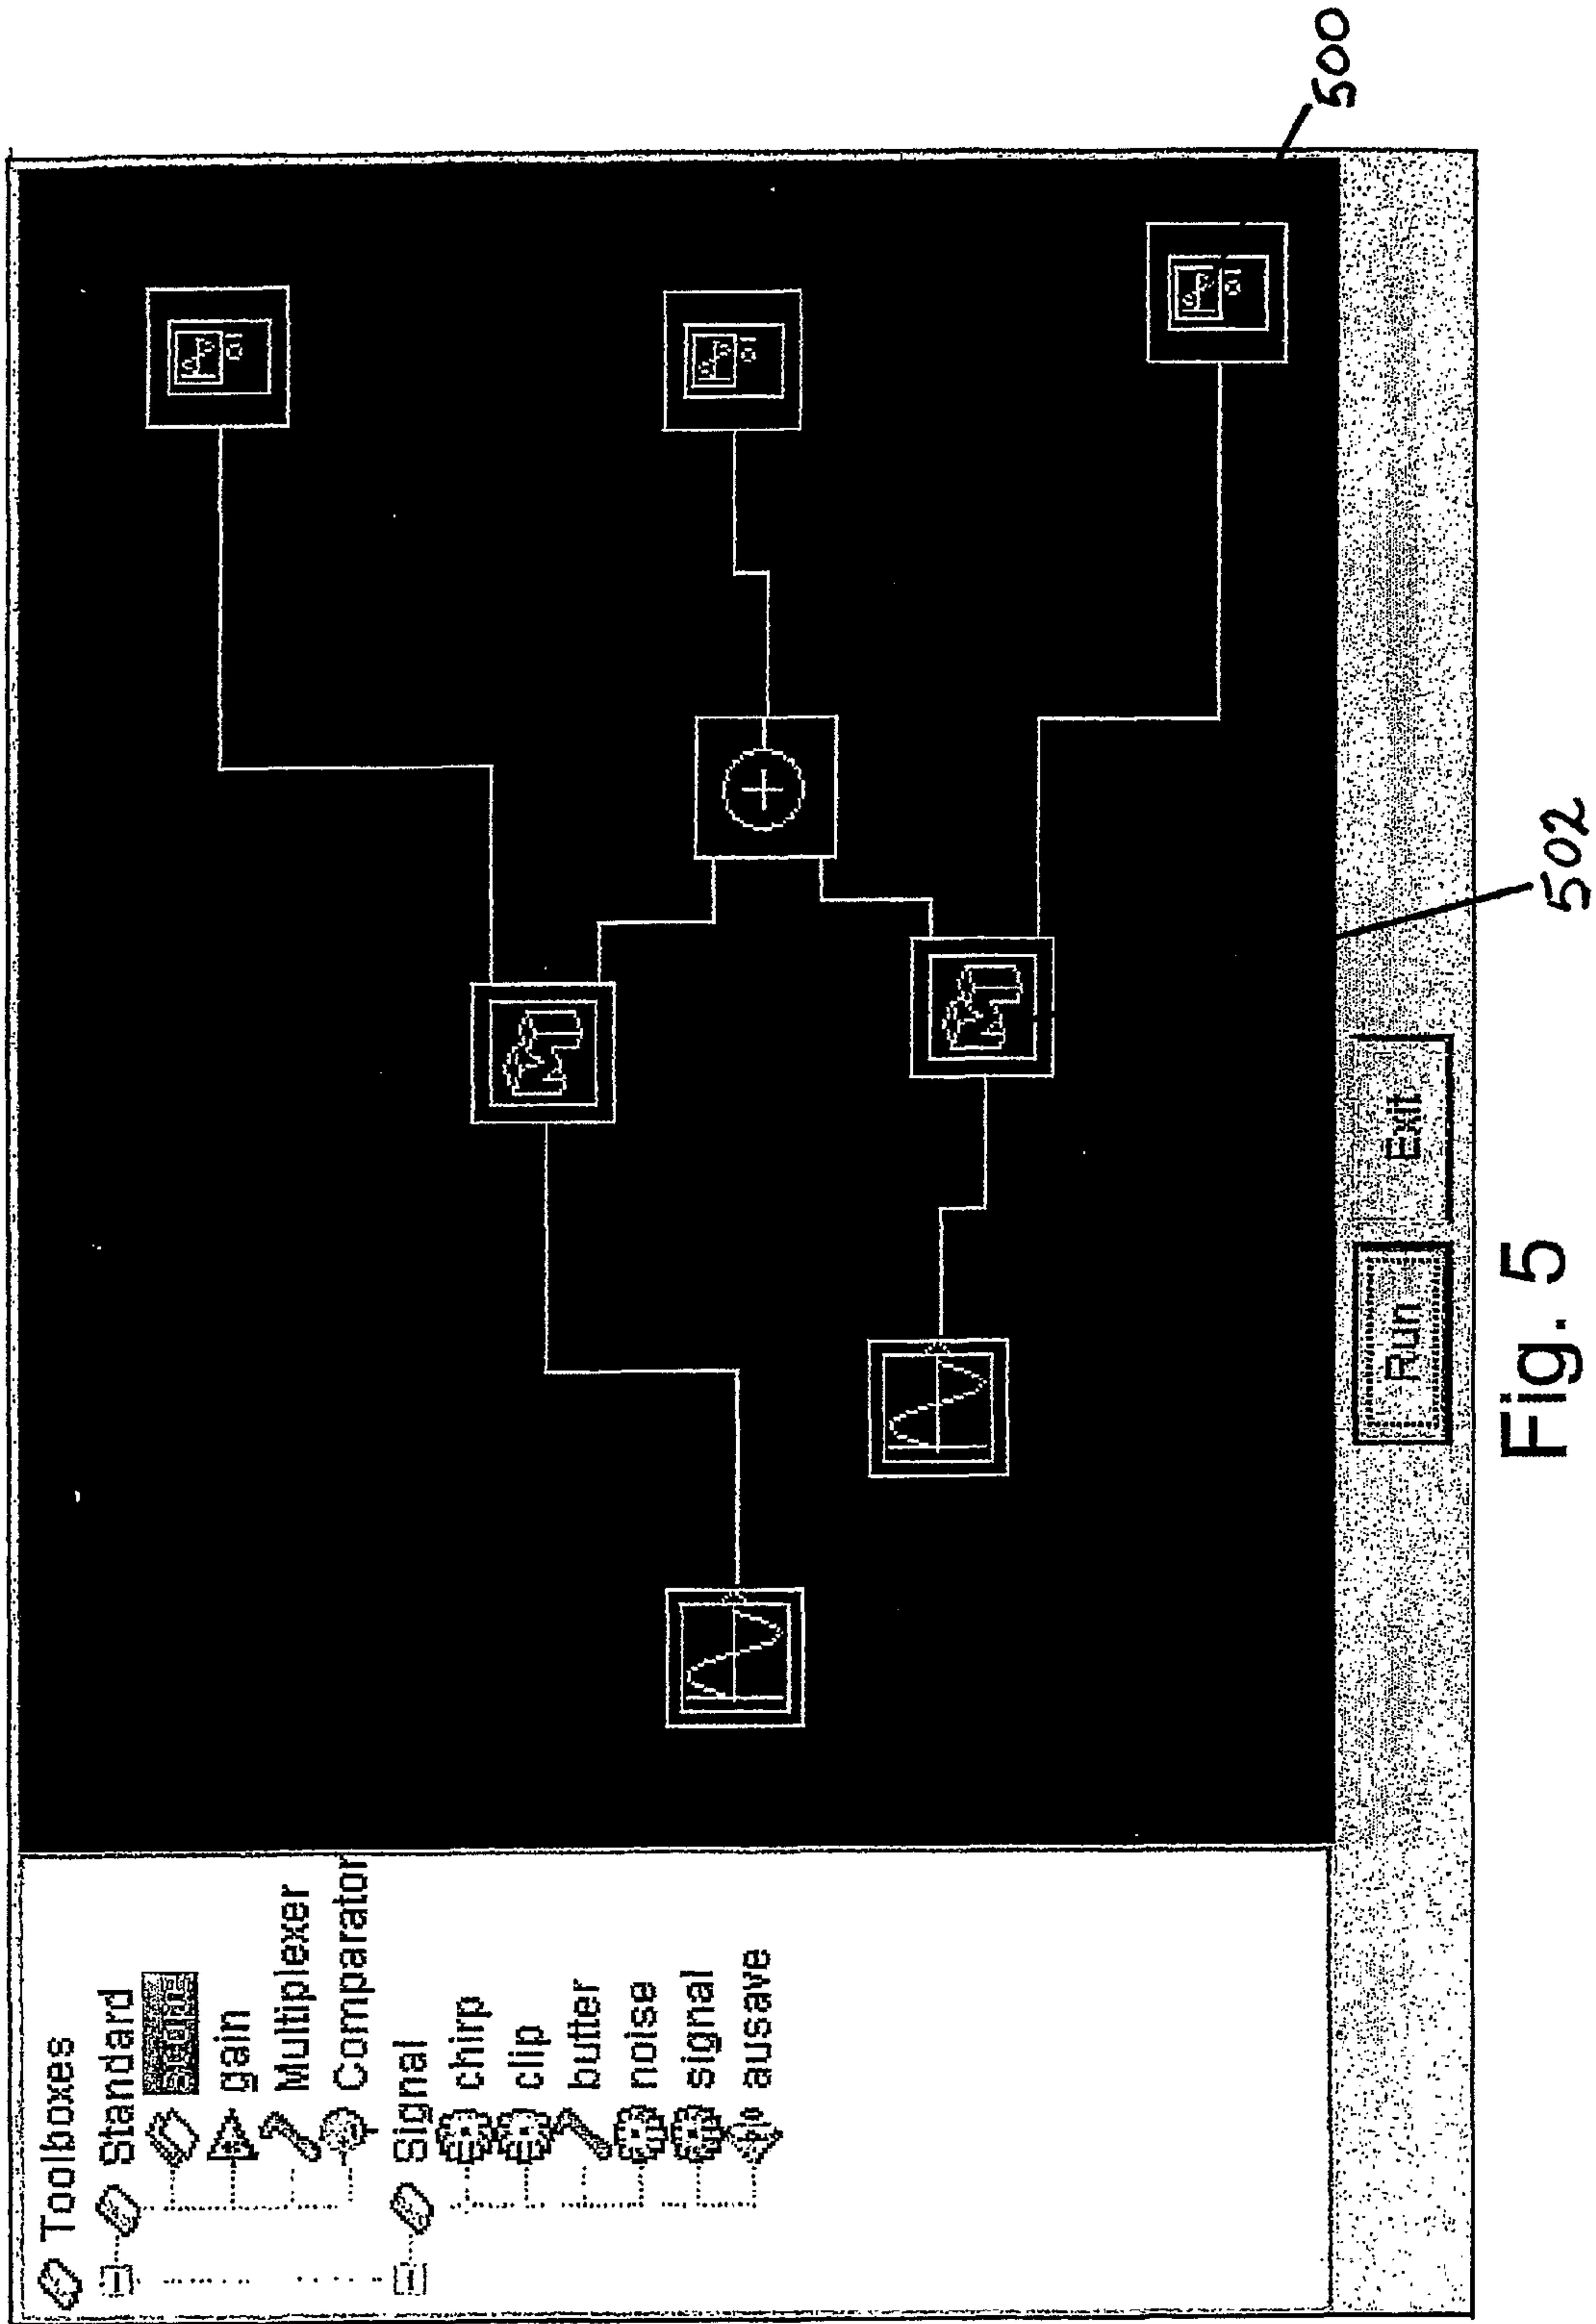 Toolboxes
Standard
gain
Multiplexer
Comparator
Signal
chirp
clip
butter
noise
signal
ausave
Run
Exit
500
502
Fig. 5